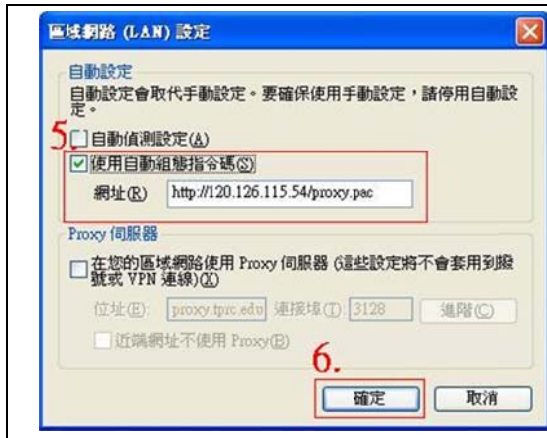 區域網路 (LAN) 設定
自動設定
自動設定會取代手動設定。要確保使用手動設定，請停用自動設
定。
5.
自動偵測設定(A)
使用自動組態指令碼(S)
網址(R) http://120.126.115.54/proxy.pac
Proxy 伺服器
在您的區域網路使用 Proxy 伺服器 (這些設定將不會套用到撥
號或 VPN 連線)(X)
位址(E): proxy.tprc.edu 連接埠(T): 3128 進階(C)
近端網址不使用 Proxy(B)
6.
確定 取消